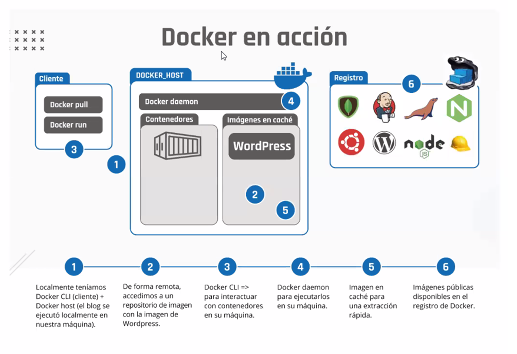 Docker en acción
Cliente
Docker pull
Docker run
3
1
DOCKER_HOST
Docker daemon
4
Contenedores
Imágenes en caché
WordPress
2
5
Registro
6
node
JS
1
2
3
4
5
6
Localmente teníamos
Docker CLI (cliente) +
Docker host (el blog se
ejecutó localmente en
nuestra máquina).
De forma remota,
accedimos a un
repositorio de imagen
con la imagen de
Wordpress.
Docker CLI =>
para interactuar
con contenedores
en su máquina.
Docker daemon
para ejecutarlos
en su máquina.
Imagen en
caché para
una extracción
rápida.
Imágenes públicas
disponibles en el
registro de Docker.